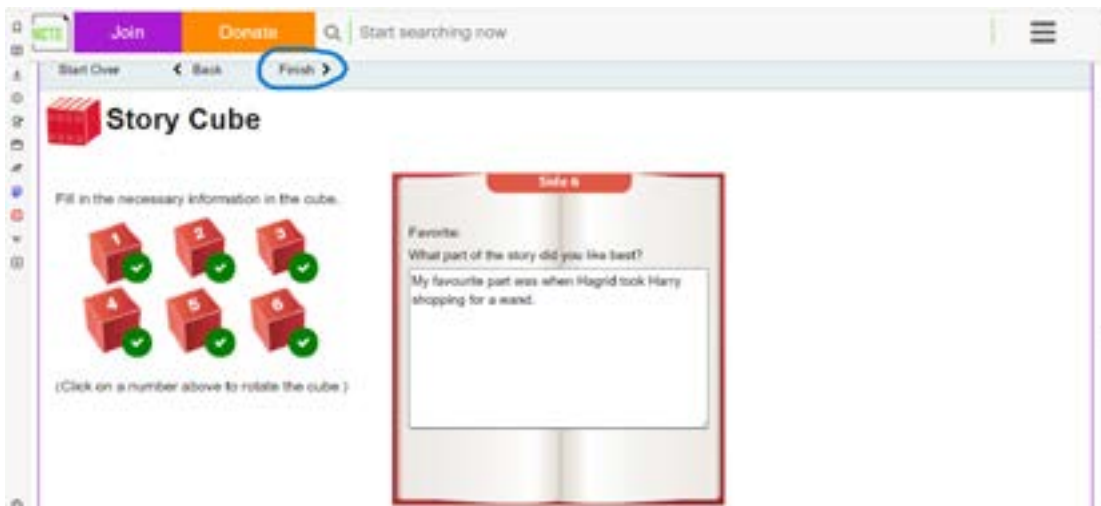 NCTE Join Donate Start searching now
Start Over Back Finish
Story Cube
Side 6
Fill in the necessary information in the cube.
1 2 3
4 5 6
(Click on a number above to rotate the cube.)
Favorite:
What part of the story did you like best?
My favourite part was when Hagrid took Harry
shopping for a wand.